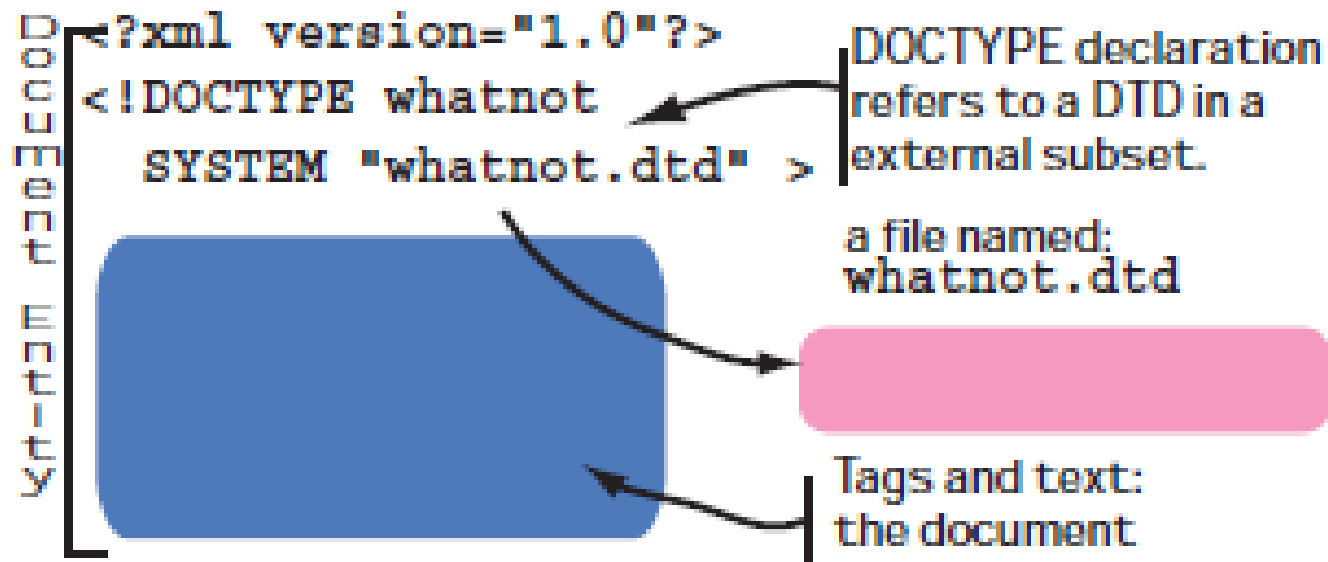 Document Entity
<?xml version="1.0"?>
<!DOCTYPE whatnot
SYSTEM "whatnot.dtd" >
DOCTYPE declaration
refers to a DTD in a
external subset.
a file named:
whatnot.dtd
Tags and text:
the document